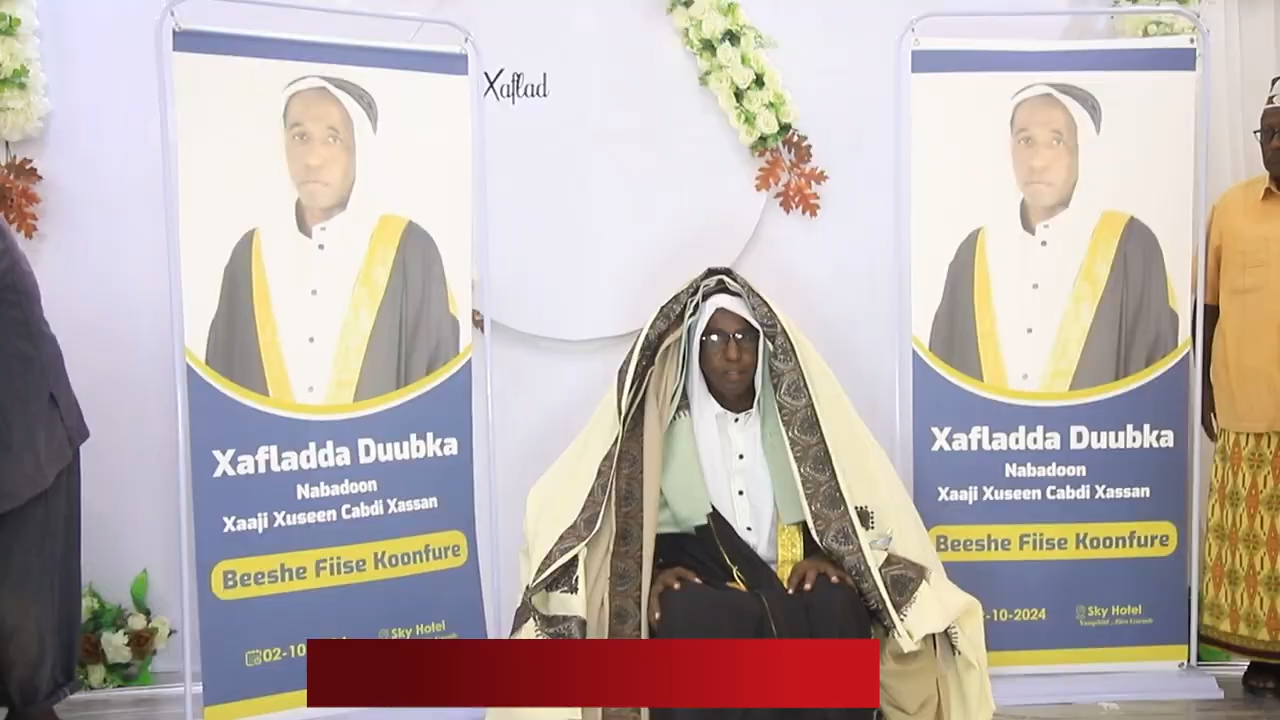 Xaflad
Xafladda Duubka
Nabadoon
Xaaji Xuseen Cabdi Xassan
Beeshe Fiise Koonfure
02-10
Sky Hotel
Xafladda Duubka
Nabadoon
Xaaji Xuseen Cabdi Xassan
Beeshe Fiise Koonfure
-10-2024
Sky Hotel